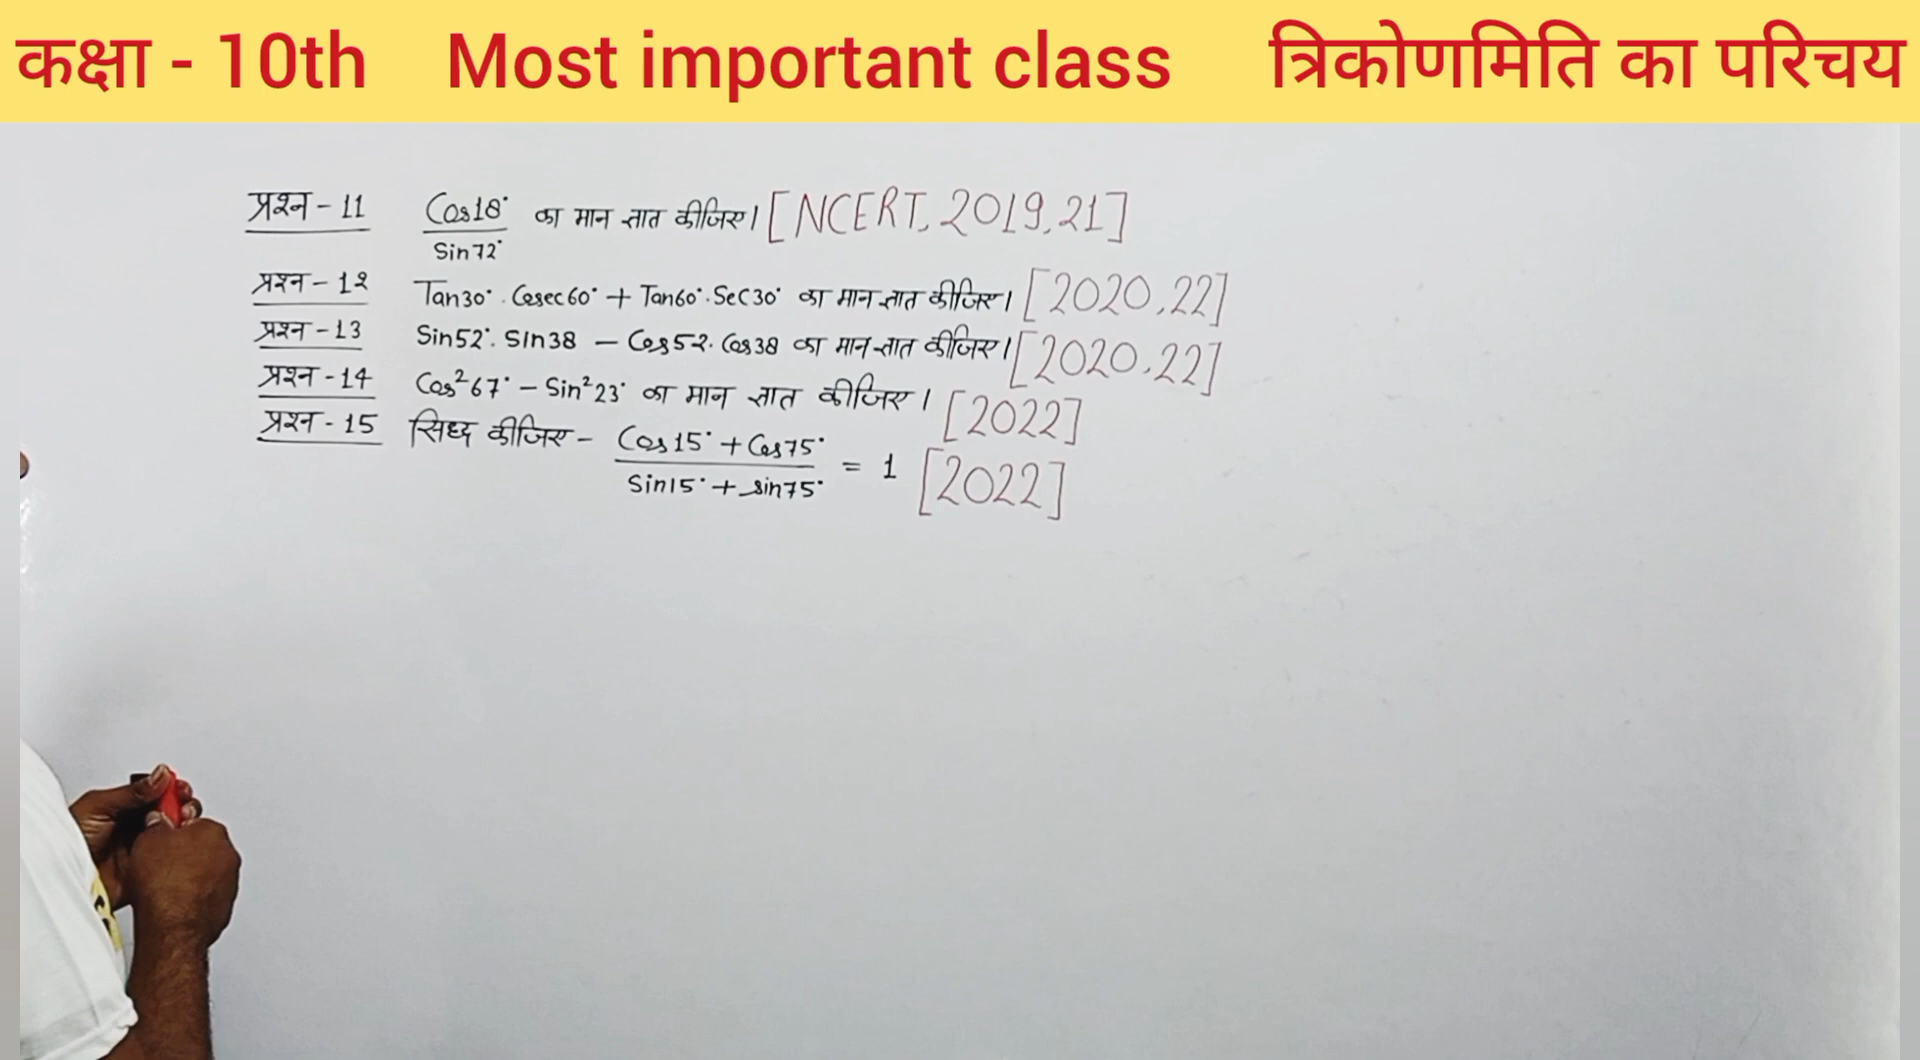 कक्षा - 10th Most important class त्रिकोणमिति का परिचय
प्रश्न - 11 Cos18° का मान ज्ञात कीजिए। [NCERT, 2019, 21]
Sin72°
प्रश्न - 12 Tan30° . Cosec60° + Tan60° . Sec30° का मान ज्ञात कीजिए। [2020, 22]
प्रश्न - 13 Sin52° . Sin38 – Cos52 . Cos38 का मान ज्ञात कीजिए। [2020, 22]
प्रश्न - 14 Cos²67° – Sin²23° का मान ज्ञात कीजिए। [2022]
प्रश्न - 15 सिध्द कीजिए - Cos15° + Cos75° = 1 [2022]
Sin15° + sin75°